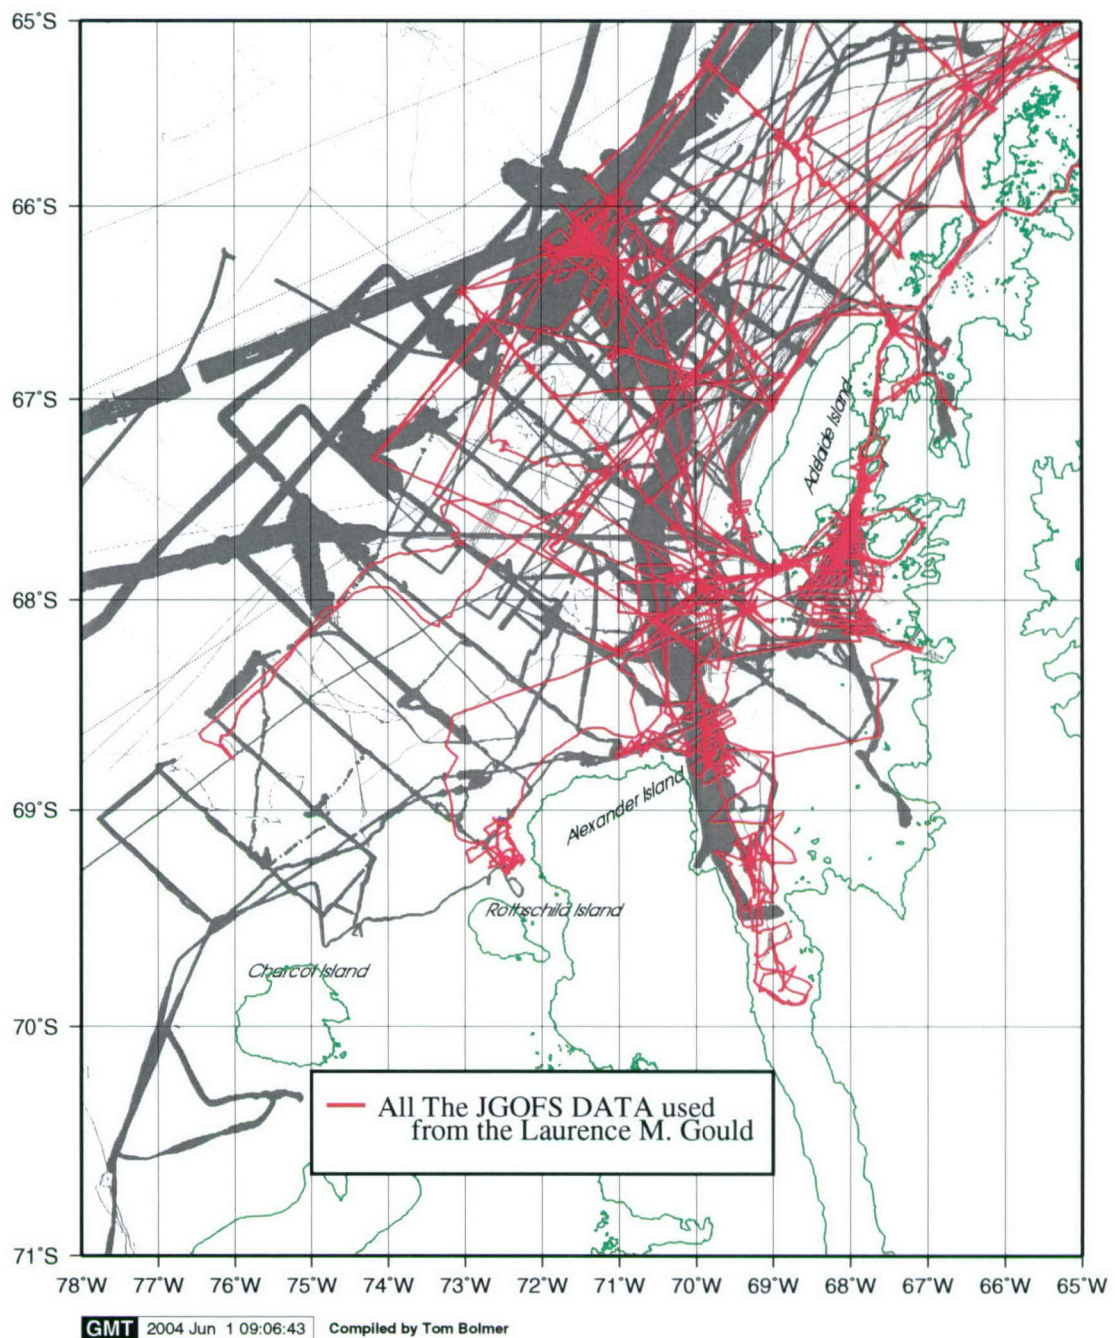 65°S
66°S
67°S
68°S
69°S
70°S
71°S
Adelaide Island
Alexander Island
Rothschild Island
Charcot Island
All The JGOFS DATA used
from the Laurence M. Gould
78°W 77°W 76°W 75°W 74°W 73°W 72°W 71°W 70°W 69°W 68°W 67°W 66°W 65°W
GMT 2004 Jun 1 09:06:43 Compiled by Tom Bolmer